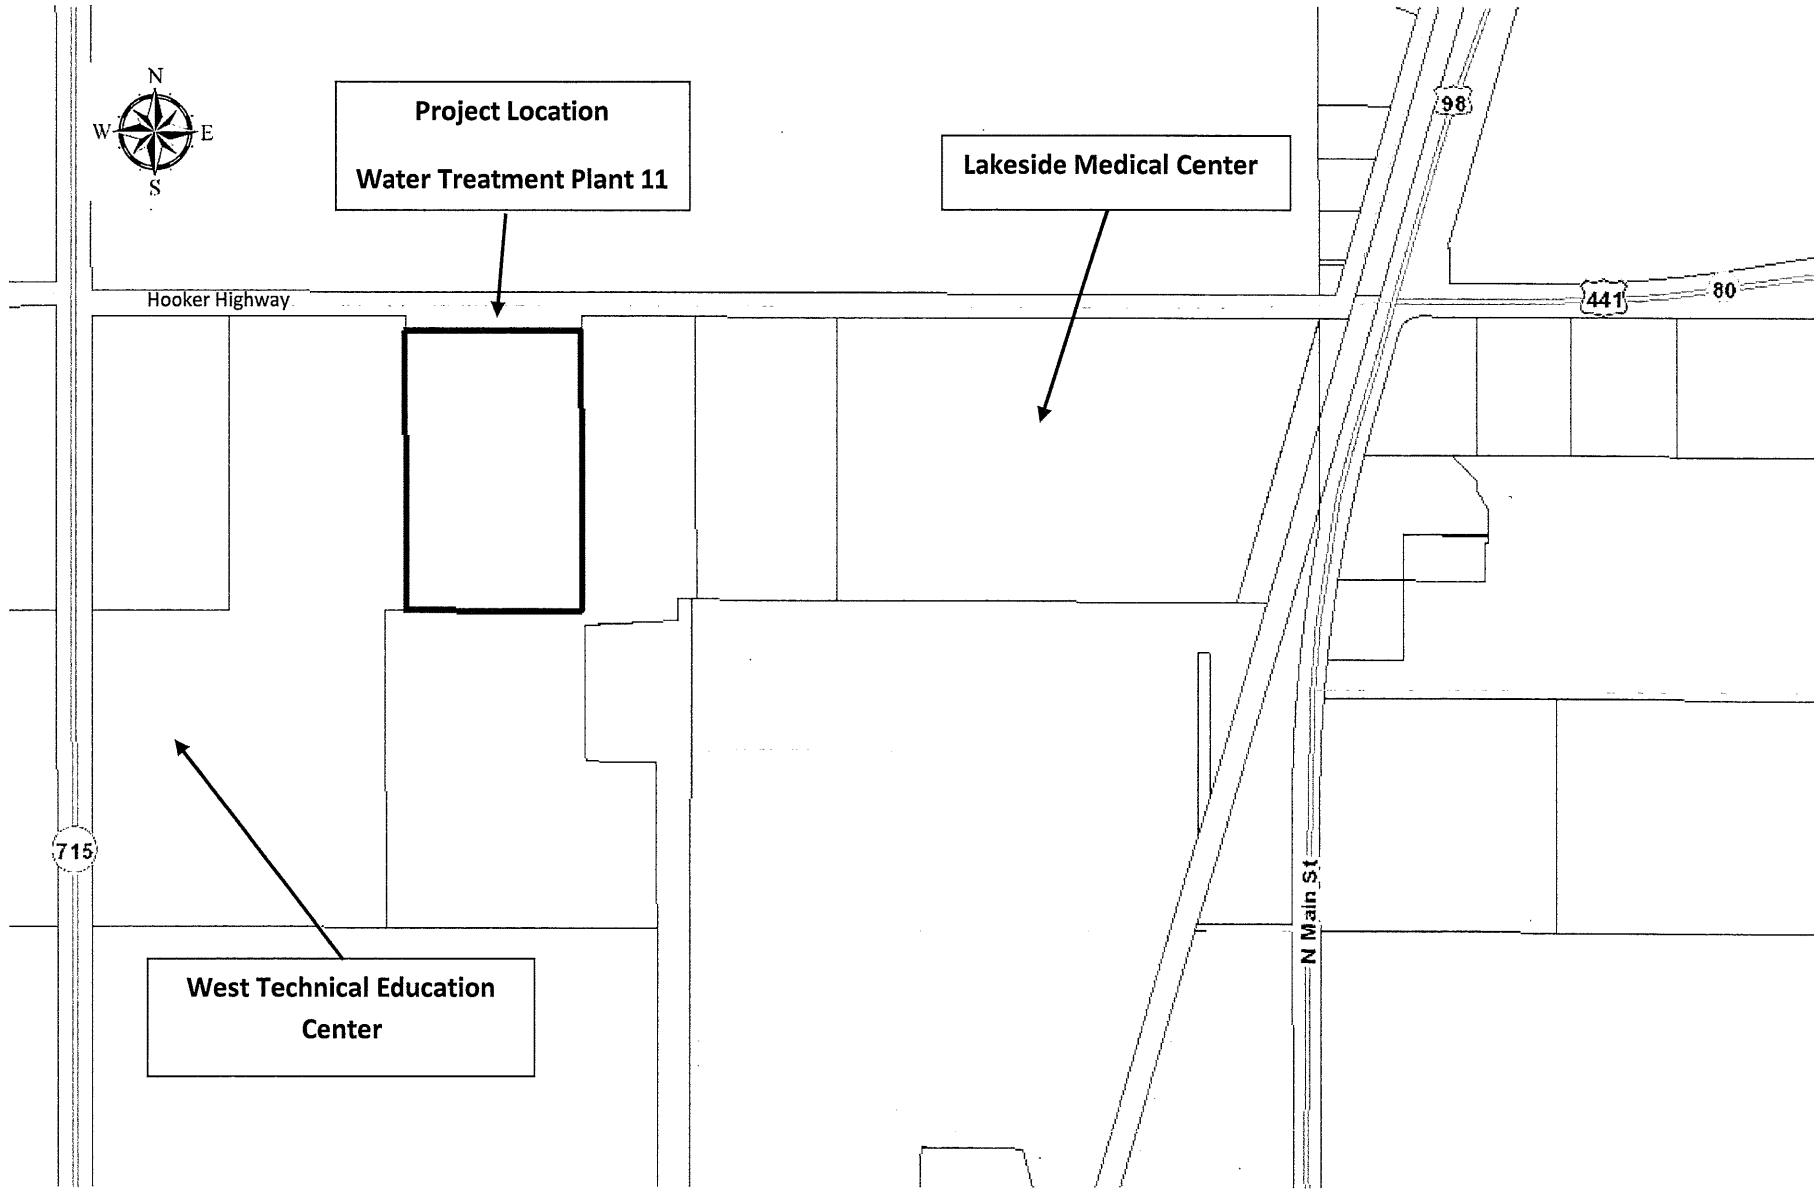 N
W E
S
Project Location
Water Treatment Plant 11
Lakeside Medical Center
98
Hooker Highway
441
80
715
N Main St
West Technical Education
Center